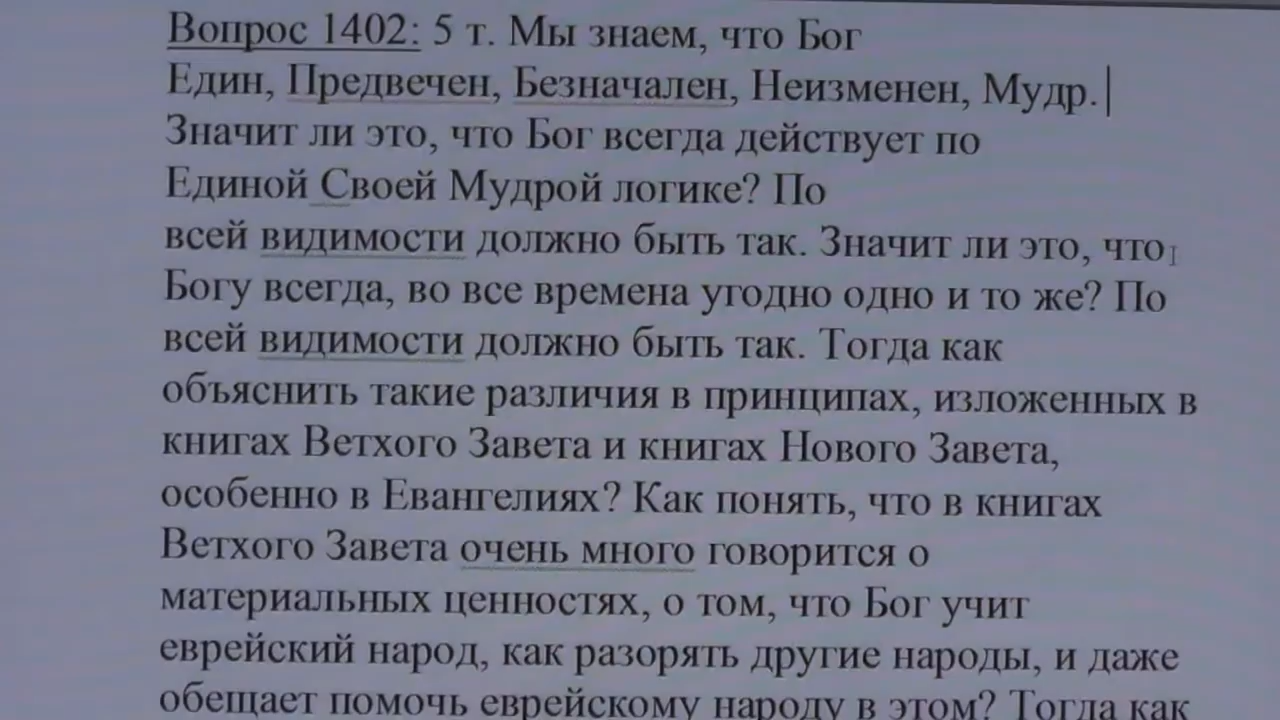 Вопрос 1402: 5 т. Мы знаем, что Бог
Един, Предвечен, Безначален, Неизменен, Мудр.
Значит ли это, что Бог всегда действует по
Единой Своей Мудрой логике? По
всей видимости должно быть так. Значит ли это, что
Богу всегда, во все времена угодно одно и то же? По
всей видимости должно быть так. Тогда как
объяснить такие различия в принципах, изложенных в
книгах Ветхого Завета и книгах Нового Завета,
особенно в Евангелиях? Как понять, что в книгах
Ветхого Завета очень много говорится о
материальных ценностях, о том, что Бог учит
еврейский народ, как разорять другие народы, и даже
обещает помочь еврейскому народу в этом? Тогда как